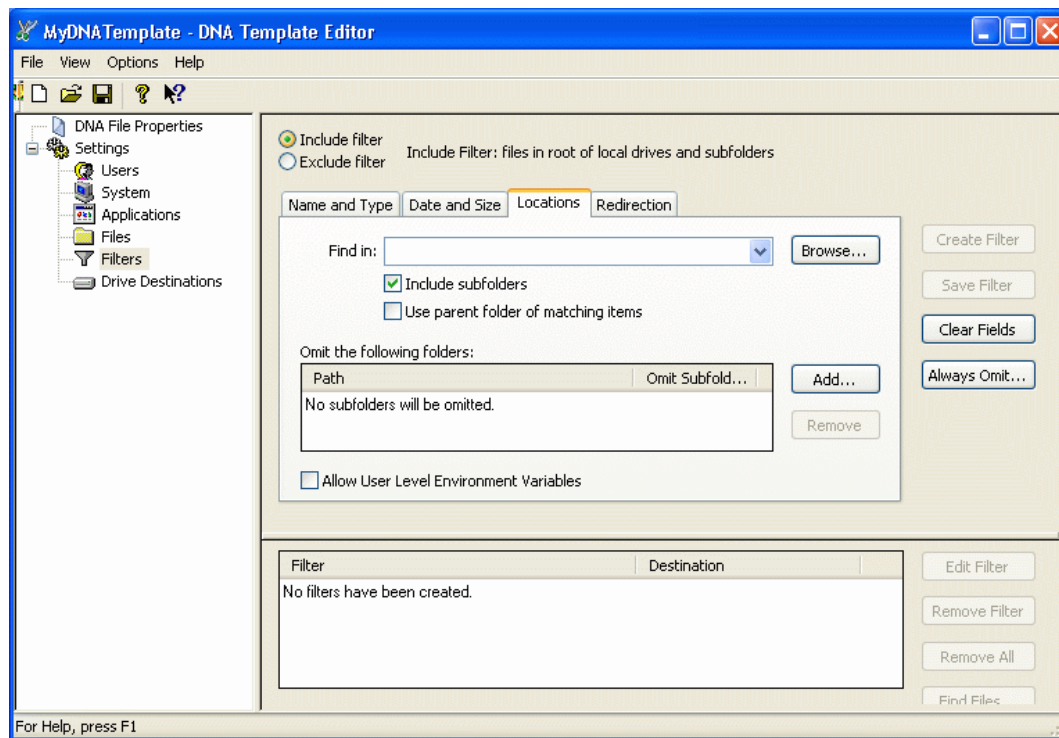 MyDNATemplate - DNA Template Editor
File View Options Help
DNA File Properties
Settings
Users
System
Applications
Files
Filters
Drive Destinations
Include filter
Exclude filter
Include Filter: files in root of local drives and subfolders
Name and Type Date and Size Locations Redirection
Find in: Browse...
Include subfolders
Use parent folder of matching items
Omit the following folders:
Path Omit Subfold...
No subfolders will be omitted.
Add...
Remove
Allow User Level Environment Variables
Create Filter
Save Filter
Clear Fields
Always Omit...
Filter Destination
No filters have been created.
Edit Filter
Remove Filter
Remove All
Find Files...
For Help, press F1